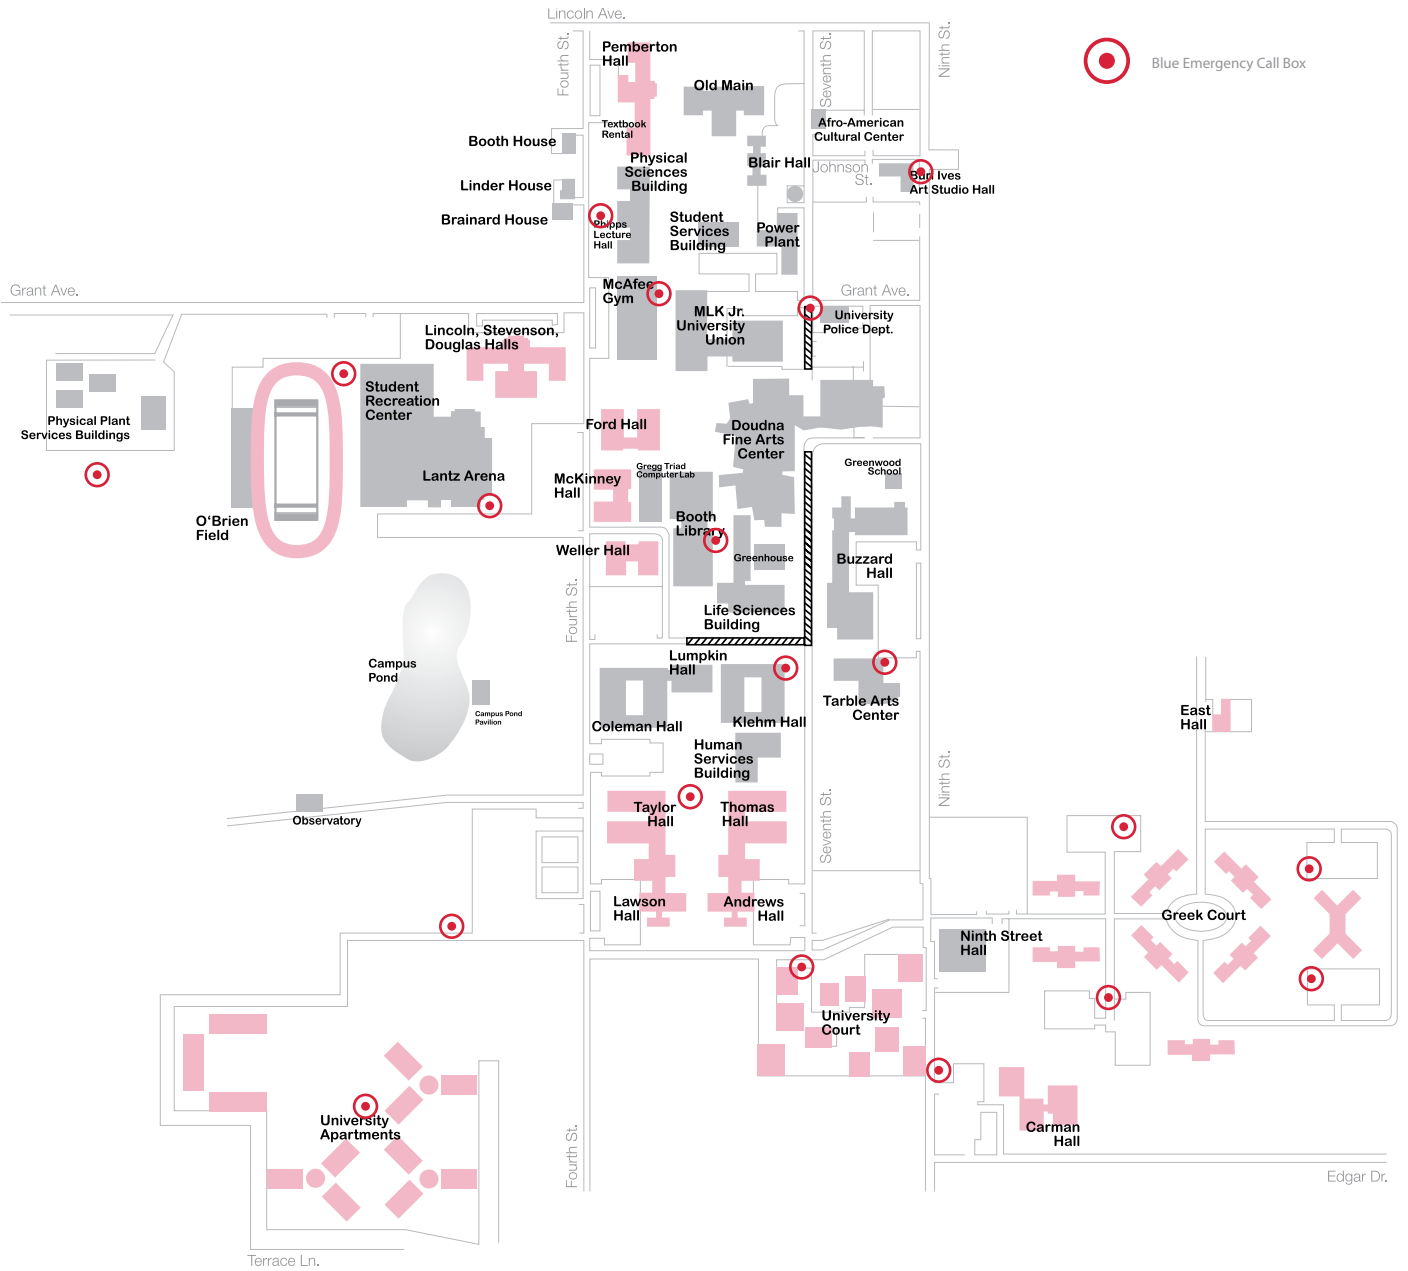 Lincoln Ave.
Fourth St.
Seventh St.
Ninth St.
Blue Emergency Call Box
Pemberton
Hall
Old Main
Textbook
Rental
Afro-American
Cultural Center
Booth House
Physical
Sciences
Building
Blair Hall
Johnson
St.
Burl Ives
Art Studio Hall
Linder House
Brainard House
Phipps
Lecture
Hall
Student
Services
Building
Power
Plant
Grant Ave.
McAfee
Gym
Grant Ave.
MLK Jr.
University
Union
University
Police Dept.
Lincoln, Stevenson,
Douglas Halls
Student
Recreation
Center
Physical Plant
Services Buildings
Ford Hall
Doudna
Fine Arts
Center
Lantz Arena
McKinney
Hall
Gregg Triad
Computer Lab
Greenwood
School
O'Brien
Field
Booth
Library
Weller Hall
Greenhouse
Buzzard
Hall
Fourth St.
Life Sciences
Building
Campus
Pond
Lumpkin
Hall
Campus Pond
Pavilion
Coleman Hall
Klehm Hall
Tarble Arts
Center
East
Hall
Human
Services
Building
Ninth St.
Observatory
Taylor
Hall
Thomas
Hall
Seventh St.
Lawson
Hall
Andrews
Hall
Greek Court
Ninth Street
Hall
University
Court
University
Apartments
Carman
Hall
Fourth St.
Edgar Dr.
Terrace Ln.